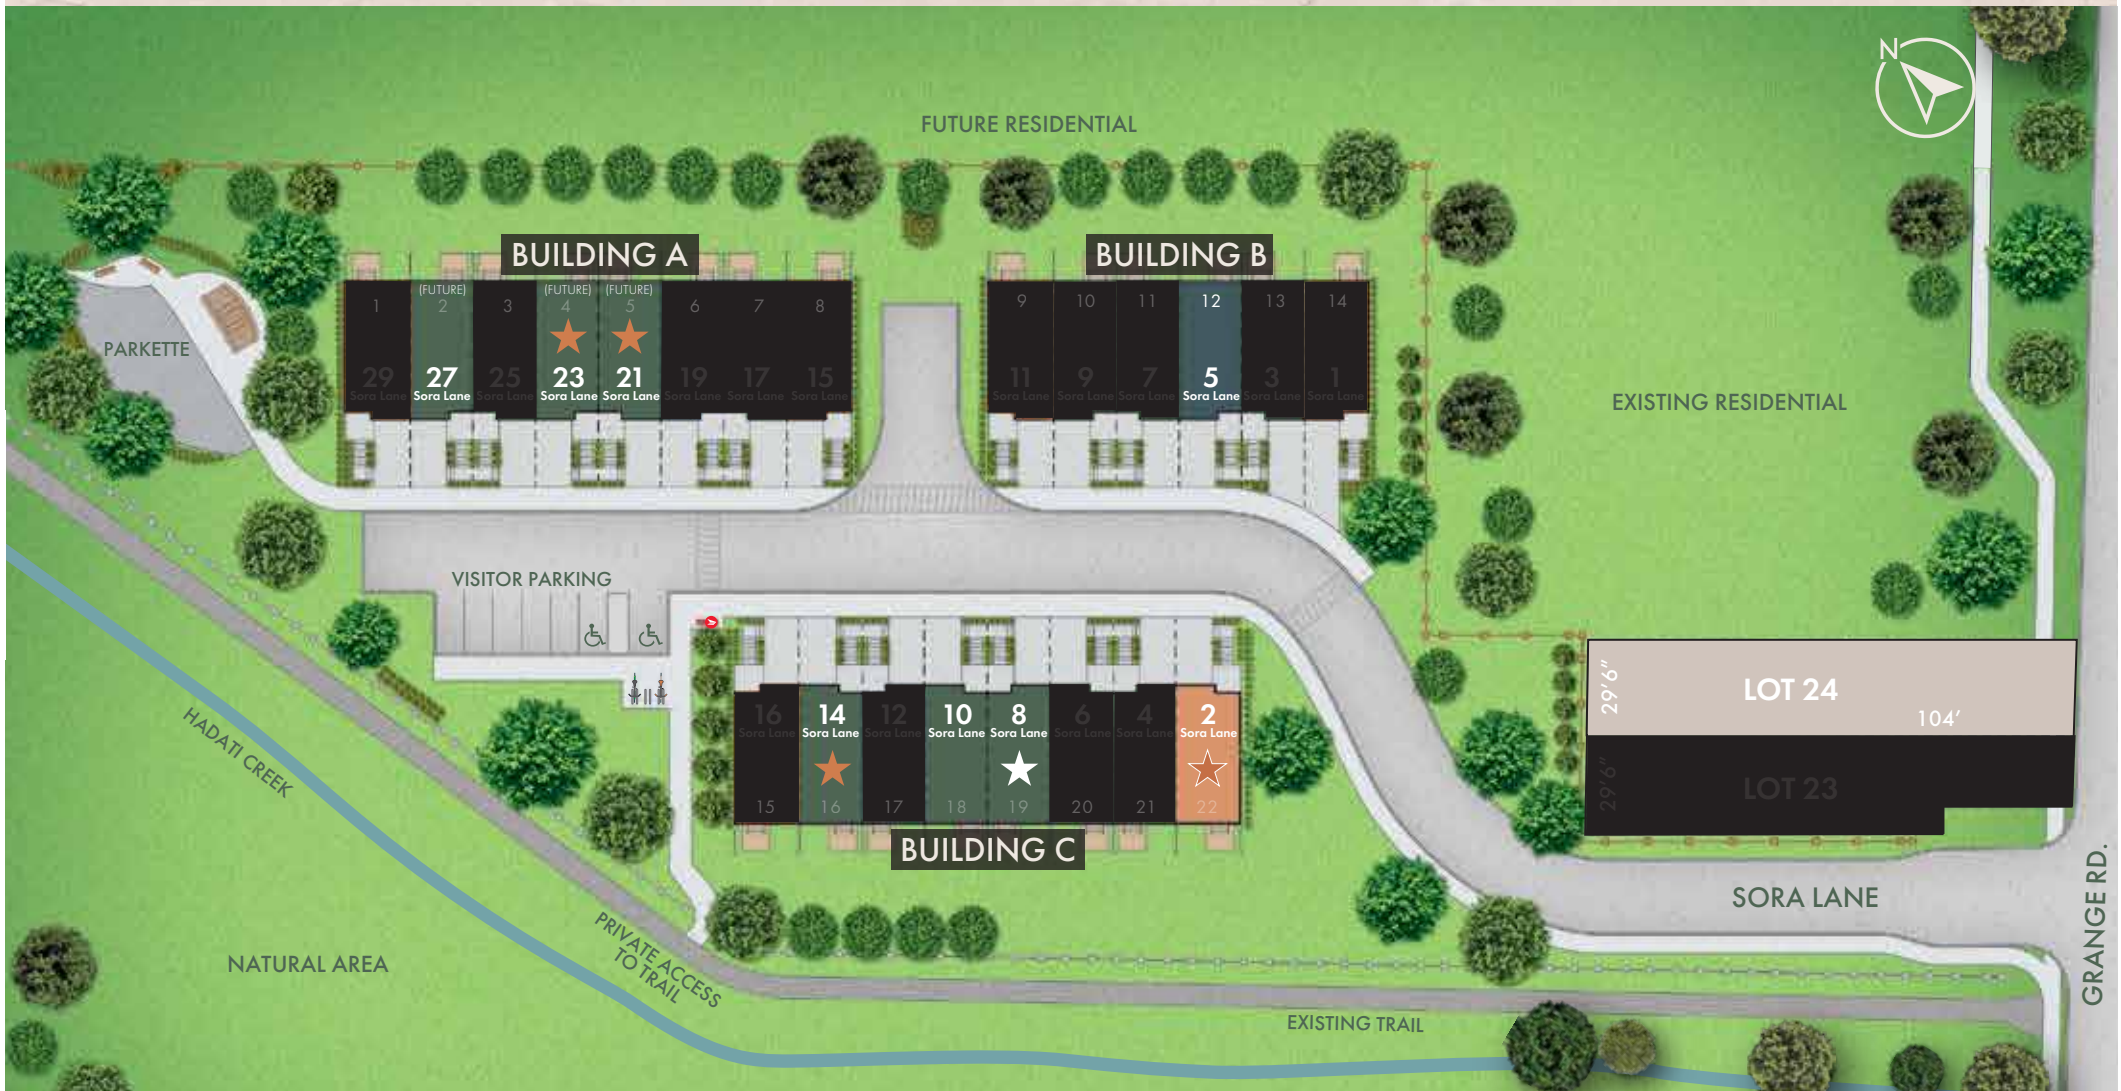 N
FUTURE RESIDENTIAL
BUILDING A
BUILDING B
(FUTURE)
(FUTURE)
(FUTURE)
1
2
3
4
5
6
7
8
29
Sora Lane
27
Sora Lane
25
Sora Lane
23
Sora Lane
21
Sora Lane
19
Sora Lane
17
Sora Lane
15
Sora Lane
9
10
11
12
13
14
11
Sora Lane
9
Sora Lane
7
Sora Lane
5
Sora Lane
3
Sora Lane
1
Sora Lane
PARKETTE
EXISTING RESIDENTIAL
VISITOR PARKING
16
Sora Lane
14
Sora Lane
12
Sora Lane
10
Sora Lane
8
Sora Lane
6
Sora Lane
4
Sora Lane
2
Sora Lane
15
16
17
18
19
20
21
22
BUILDING C
29'6"
LOT 24
104'
29'6"
LOT 23
HADATI CREEK
NATURAL AREA
PRIVATE ACCESS
TO TRAIL
EXISTING TRAIL
SORA LANE
GRANGE RD.